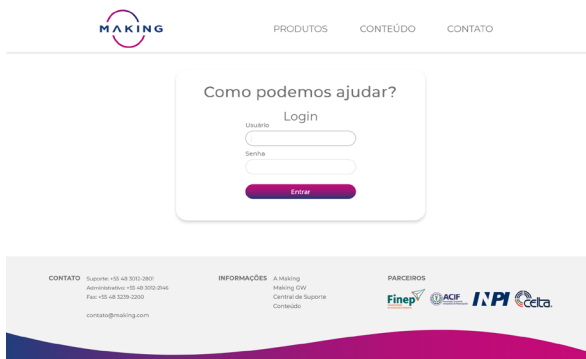 MAKING
PRODUTOS CONTEÚDO CONTATO
Como podemos ajudar?
Login
Usuário
Senha
Entrar
CONTATO
Suporte: +55 48 3012-2801
Administrativo: +55 48 3012-2146
Fax: +55 48 3239-2200
contato@making.com
INFORMAÇÕES
A Making
Making GW
Central de Suporte
Conteúdo
PARCEIROS
Finep
ACIF
INPI
Celta.